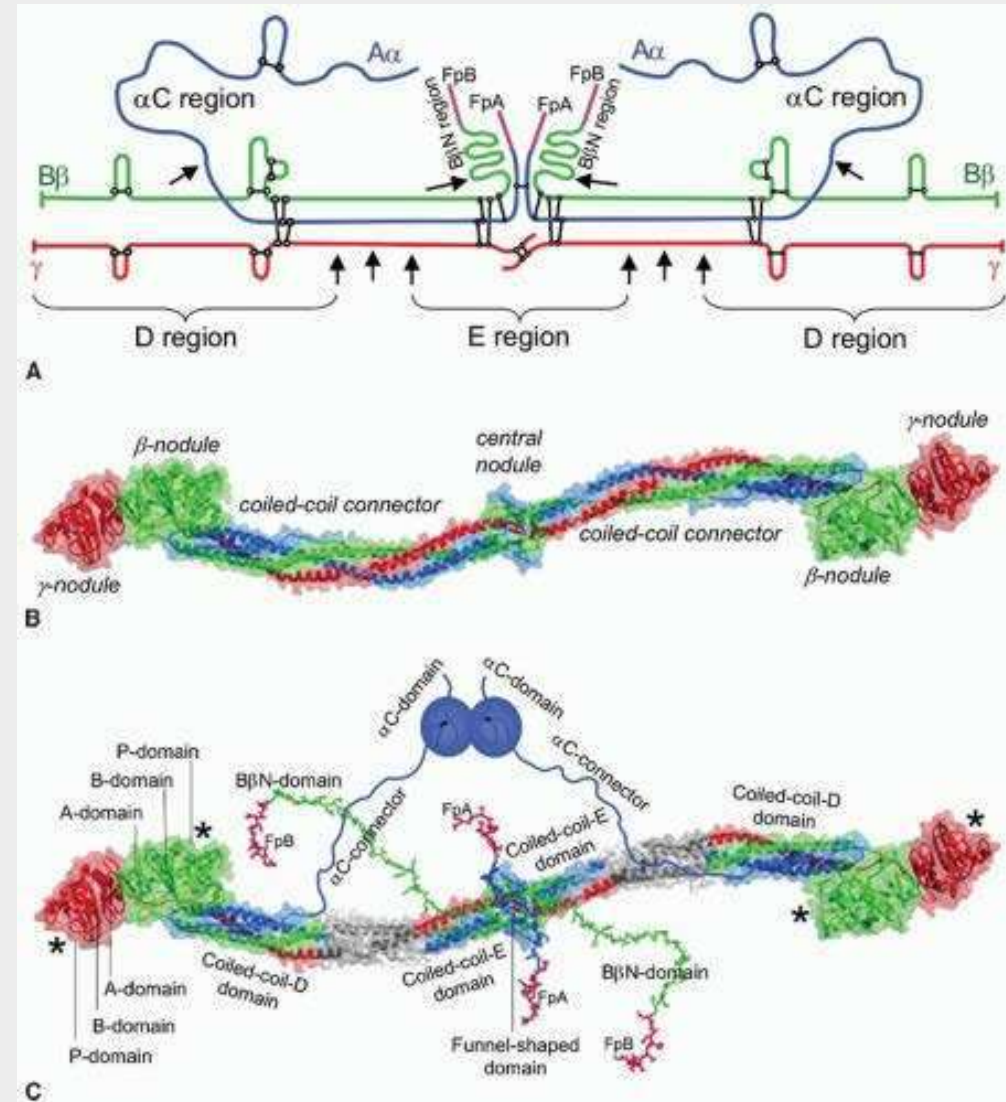 Aα
Aα
FpB
FpB
αC region
FpA
FpA
αC region
BβN region
BβN region
Bβ
Bβ
γ
γ
D region
E region
D region
A
γ-nodule
β-nodule
central
nodule
coiled-coil connector
coiled-coil connector
γ-nodule
β-nodule
B
αC-domain
αC-domain
P-domain
B-domain
BβN-domain
αC-connector
αC-connector
A-domain
*
FpB
FpA
Coiled-coil-E
domain
Coiled-coil-D
domain
*
*
*
Coiled-coil-D
domain
Coiled-coil-E
domain
BβN-domain
A-domain
FpA
B-domain
Funnel-shaped
domain
FpB
P-domain
C